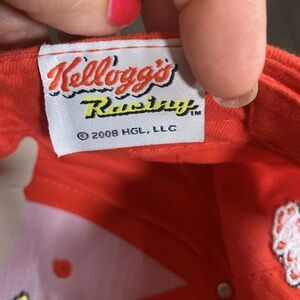 Kellogg's
Racing™
© 2008 HGL, LLC